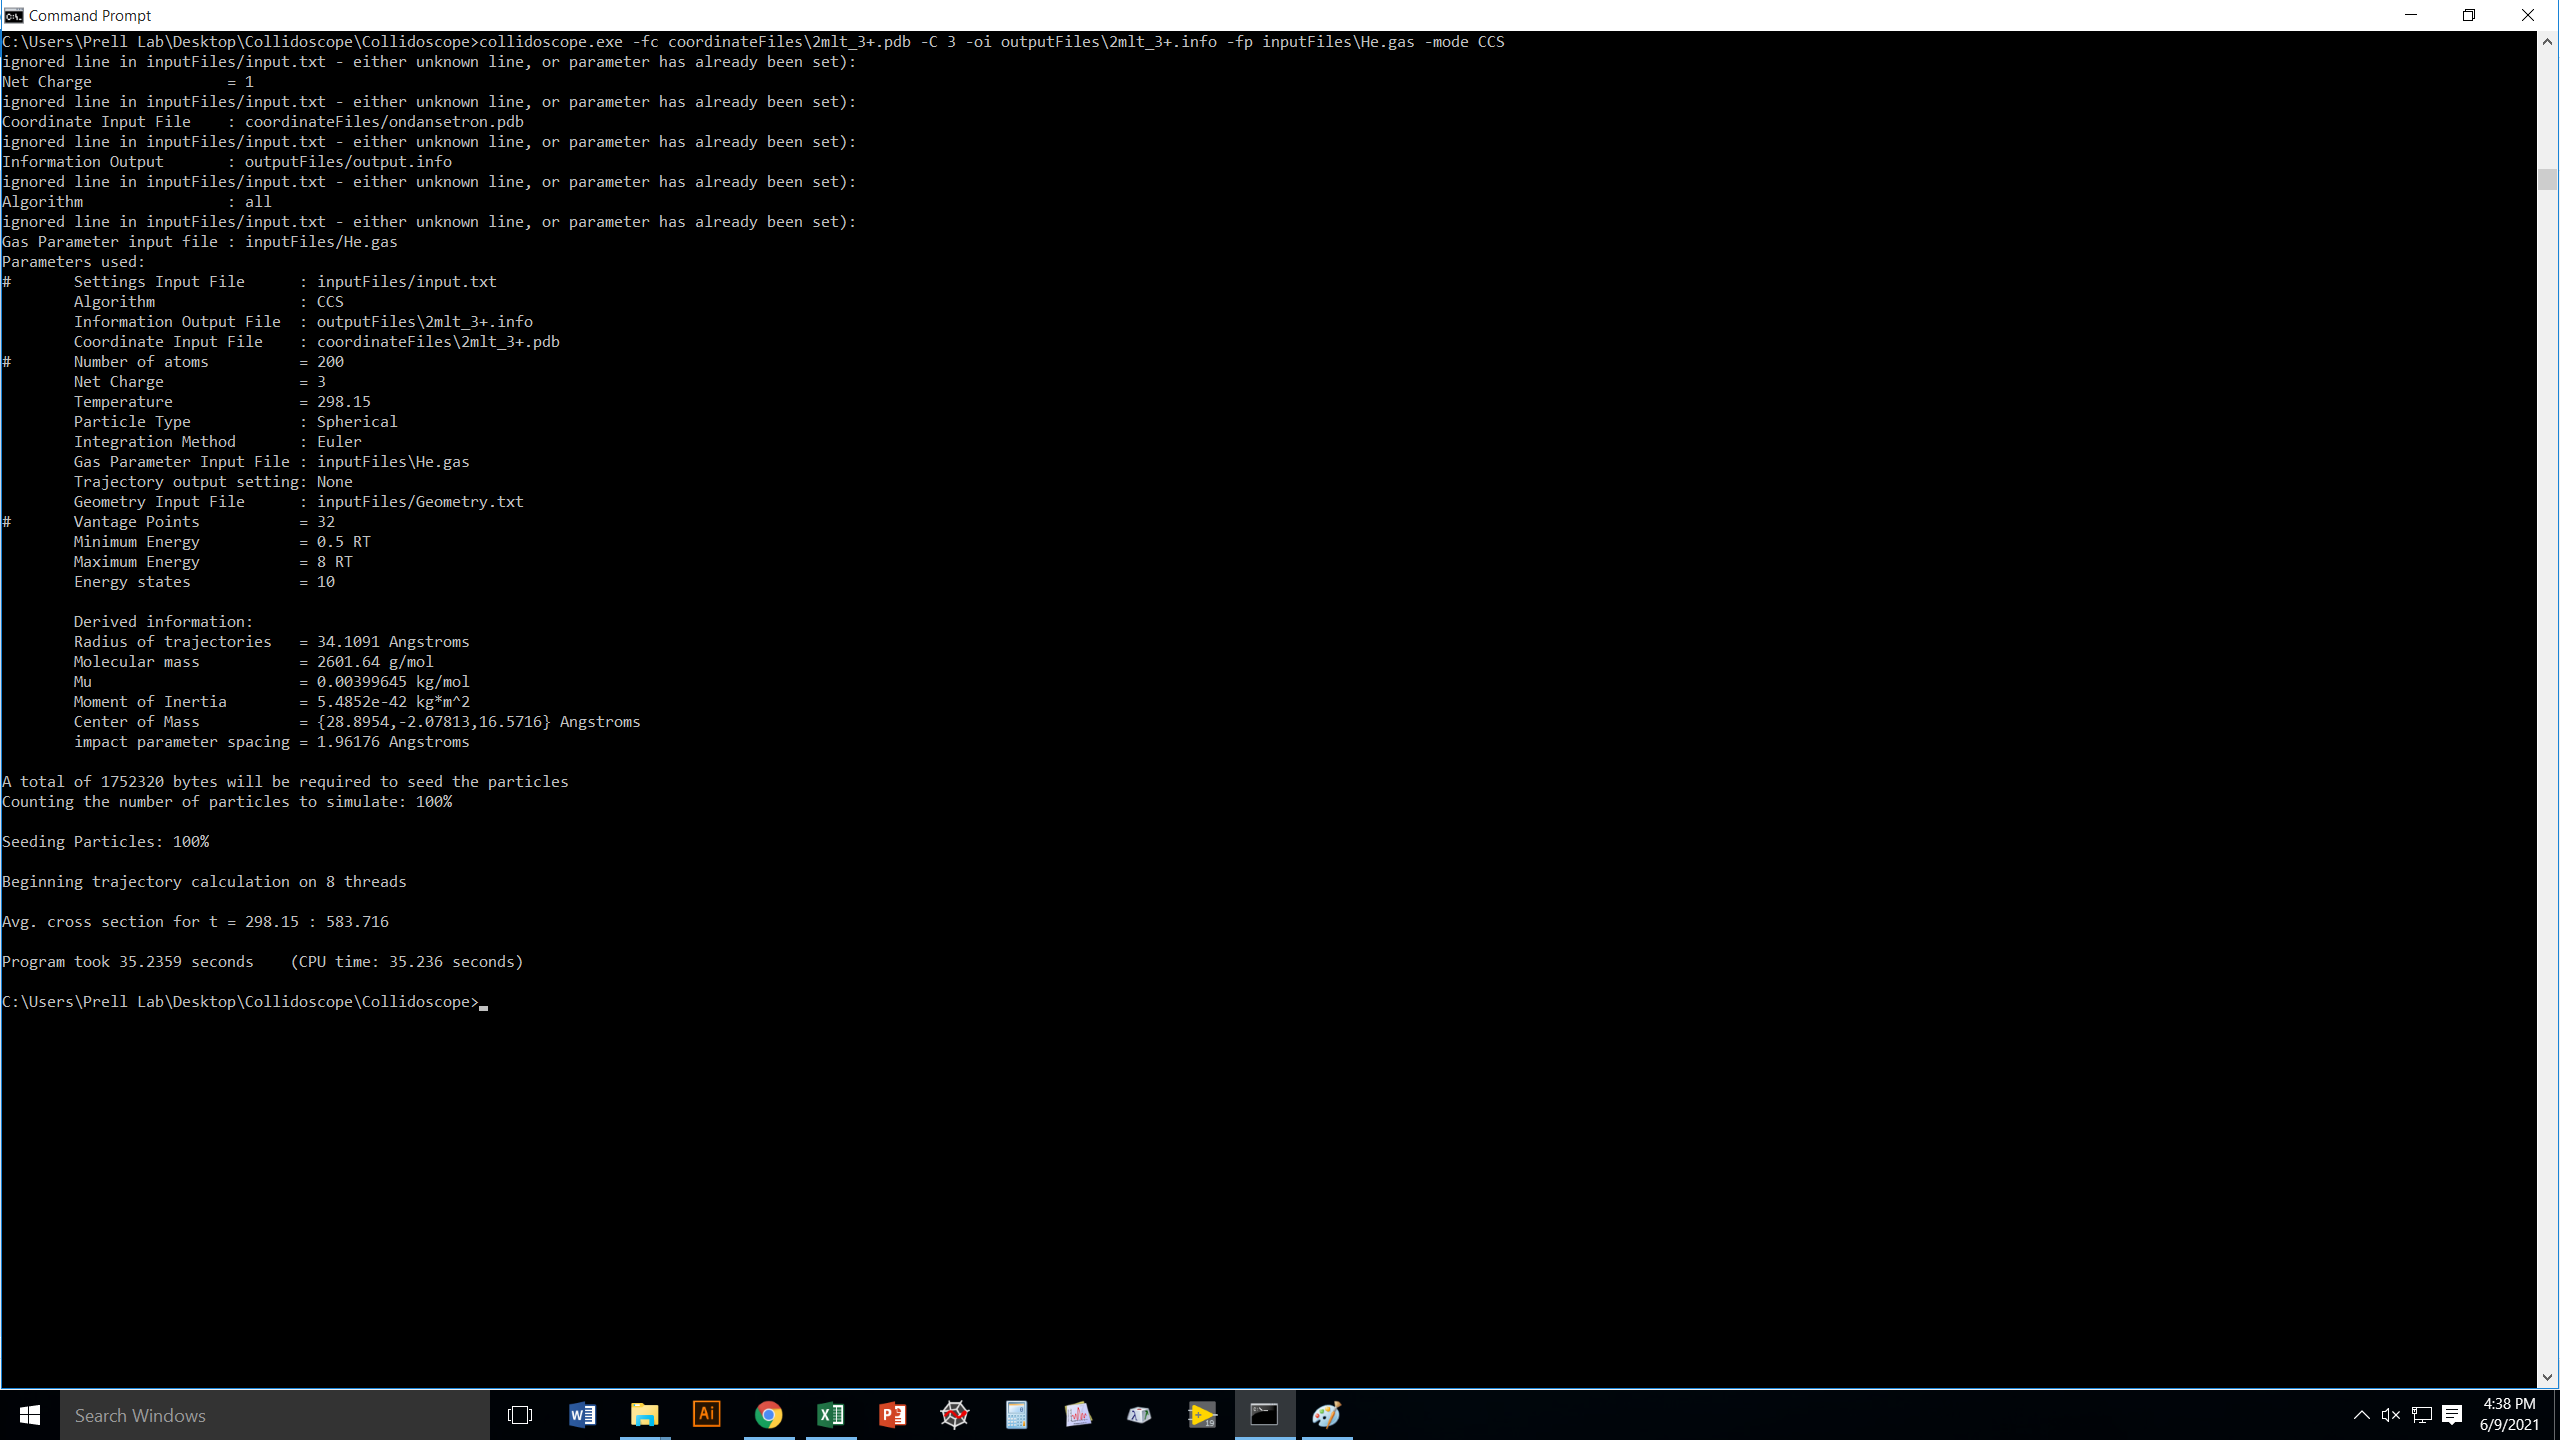 Command Prompt
C:\Users\Prell Lab\Desktop\Collidoscope\Collidoscope>collidoscope.exe -fc coordinateFiles\2mlt_3+.pdb -C 3 -oi outputFiles\2mlt_3+.info -fp inputFiles\He.gas -mode CCS
ignored line in inputFiles/input.txt - either unknown line, or parameter has already been set):
Net Charge               = 1
ignored line in inputFiles/input.txt - either unknown line, or parameter has already been set):
Coordinate Input File    : coordinateFiles/ondansetron.pdb
ignored line in inputFiles/input.txt - either unknown line, or parameter has already been set):
Information Output       : outputFiles/output.info
ignored line in inputFiles/input.txt - either unknown line, or parameter has already been set):
Algorithm                : all
ignored line in inputFiles/input.txt - either unknown line, or parameter has already been set):
Gas Parameter input file : inputFiles/He.gas
Parameters used:
#       Settings Input File      : inputFiles/input.txt
        Algorithm                : CCS
        Information Output File  : outputFiles\2mlt_3+.info
        Coordinate Input File    : coordinateFiles\2mlt_3+.pdb
#       Number of atoms          = 200
        Net Charge               = 3
        Temperature              = 298.15
        Particle Type            : Spherical
        Integration Method       : Euler
        Gas Parameter Input File : inputFiles\He.gas
        Trajectory output setting: None
        Geometry Input File      : inputFiles/Geometry.txt
#       Vantage Points           = 32
        Minimum Energy           = 0.5 RT
        Maximum Energy           = 8 RT
        Energy states            = 10
        Derived information:
        Radius of trajectories   = 34.1091 Angstroms
        Molecular mass           = 2601.64 g/mol
        Mu                       = 0.00399645 kg/mol
        Moment of Inertia        = 5.4852e-42 kg*m^2
        Center of Mass           = {28.8954,-2.07813,16.5716} Angstroms
        impact parameter spacing = 1.96176 Angstroms
A total of 1752320 bytes will be required to seed the particles
Counting the number of particles to simulate: 100%
Seeding Particles: 100%
Beginning trajectory calculation on 8 threads
Avg. cross section for t = 298.15 : 583.716
Program took 35.2359 seconds    (CPU time: 35.236 seconds)
C:\Users\Prell Lab\Desktop\Collidoscope\Collidoscope>
Search Windows
Ai
19
4:38 PM
6/9/2021